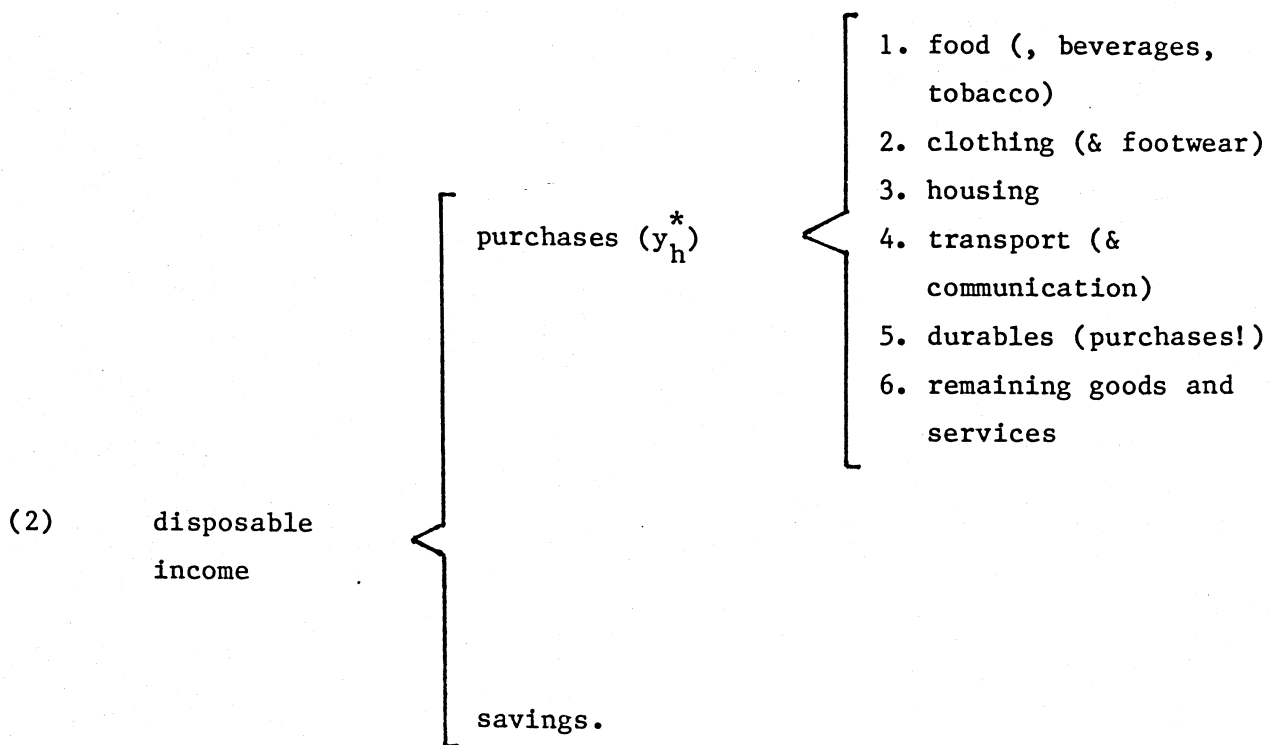 1. food (, beverages,
tobacco)
2. clothing (& footwear)
3. housing
purchases (y*h)
4. transport (&
communication)
5. durables (purchases!)
6. remaining goods and
services
(2) disposable
income
savings.